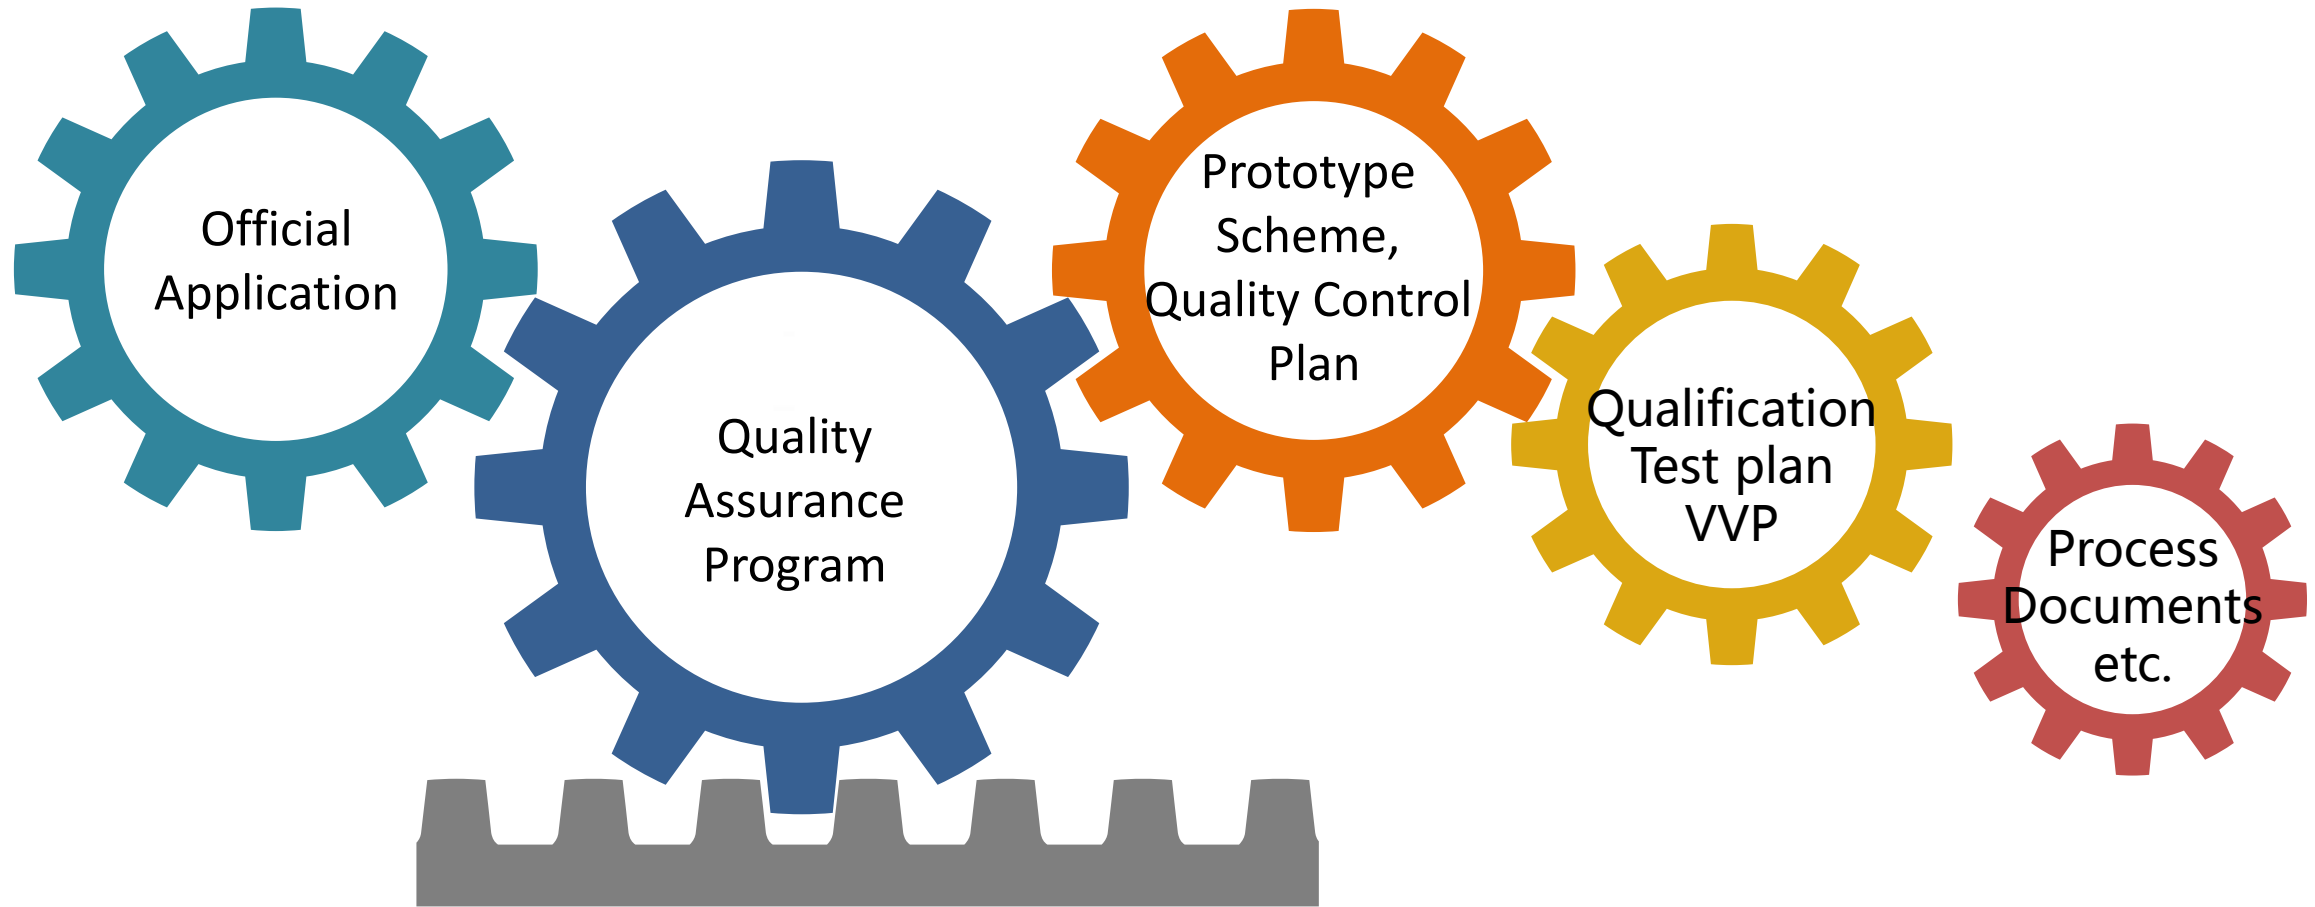 Official
Application
Quality
Assurance
Program
Prototype
Scheme,
Quality Control
Plan
Qualification
Test plan
VVP
Process
Documents
etc.